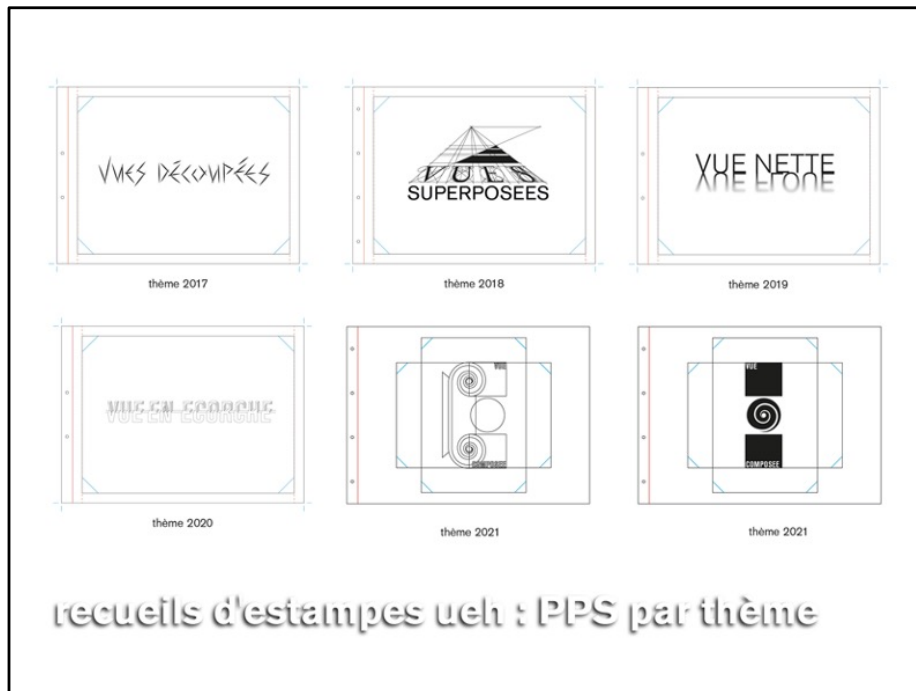 VUES DÉCOUPÉES
VUES
SUPERPOSEES
VUE NETTE
thème 2017
thème 2018
thème 2019
VUE EN ECORCHE
VUE
COMPOSEE
VUE
COMPOSEE
thème 2020
thème 2021
thème 2021
recueils d'estampes ueh : PPS par thème